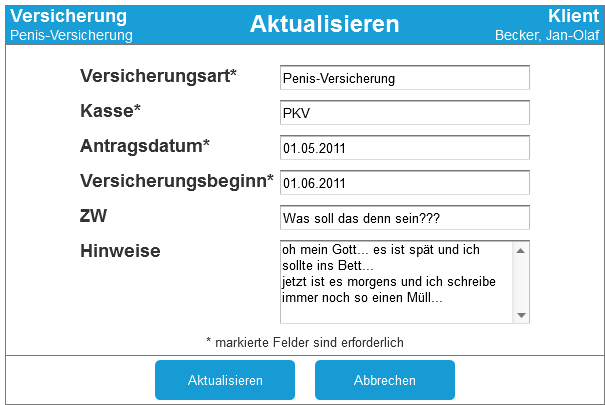 Versicherung
Penis-Versicherung
Aktualisieren
Klient
Becker, Jan-Olaf
Versicherungsart* Penis-Versicherung
Kasse* PKV
Antragsdatum* 01.05.2011
Versicherungsbeginn* 01.06.2011
ZW Was soll das denn sein???
Hinweise
oh mein Gott... es ist spät und ich
sollte ins Bett...
jetzt ist es morgens und ich schreibe
immer noch so einen Müll...
* markierte Felder sind erforderlich
Aktualisieren Abbrechen